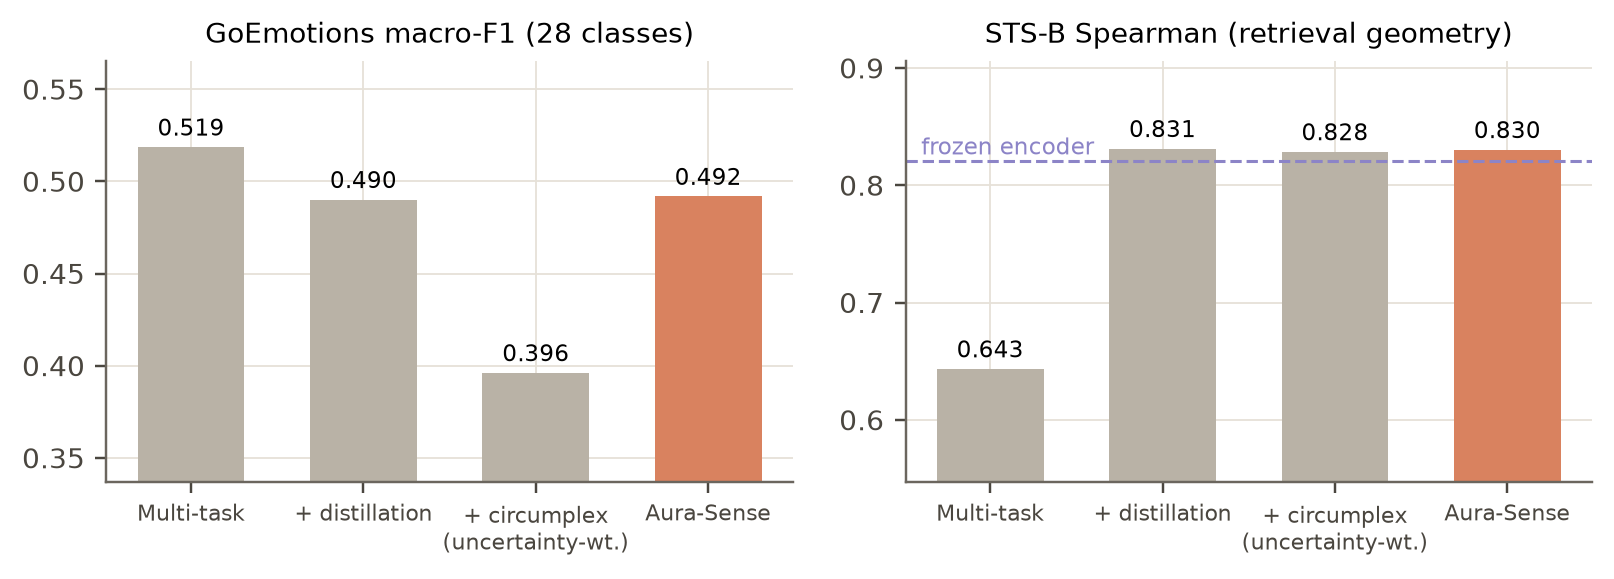 GoEmotions macro-F1 (28 classes)
0.55
0.50
0.45
0.40
0.35
0.519
0.490
0.396
0.492
Multi-task
+ distillation
+ circumplex
(uncertainty-wt.)
Aura-Sense
STS-B Spearman (retrieval geometry)
0.9
0.8
0.7
0.6
frozen encoder
0.643
0.831
0.828
0.830
Multi-task
+ distillation
+ circumplex
(uncertainty-wt.)
Aura-Sense